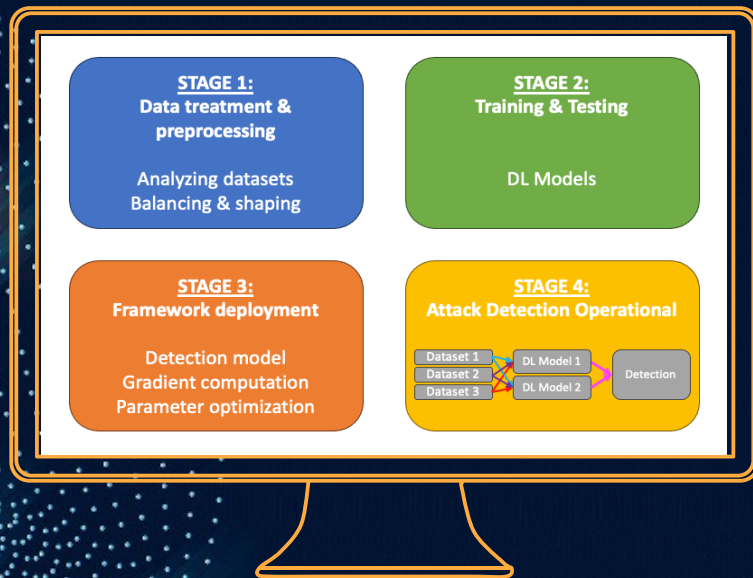 STAGE 1:
Data treatment &
preprocessing
Analyzing datasets
Balancing & shaping
STAGE 2:
Training & Testing
DL Models
STAGE 3:
Framework deployment
Detection model
Gradient computation
Parameter optimization
STAGE 4:
Attack Detection Operational
Dataset 1
Dataset 2
Dataset 3
DL Model 1
DL Model 2
Detection